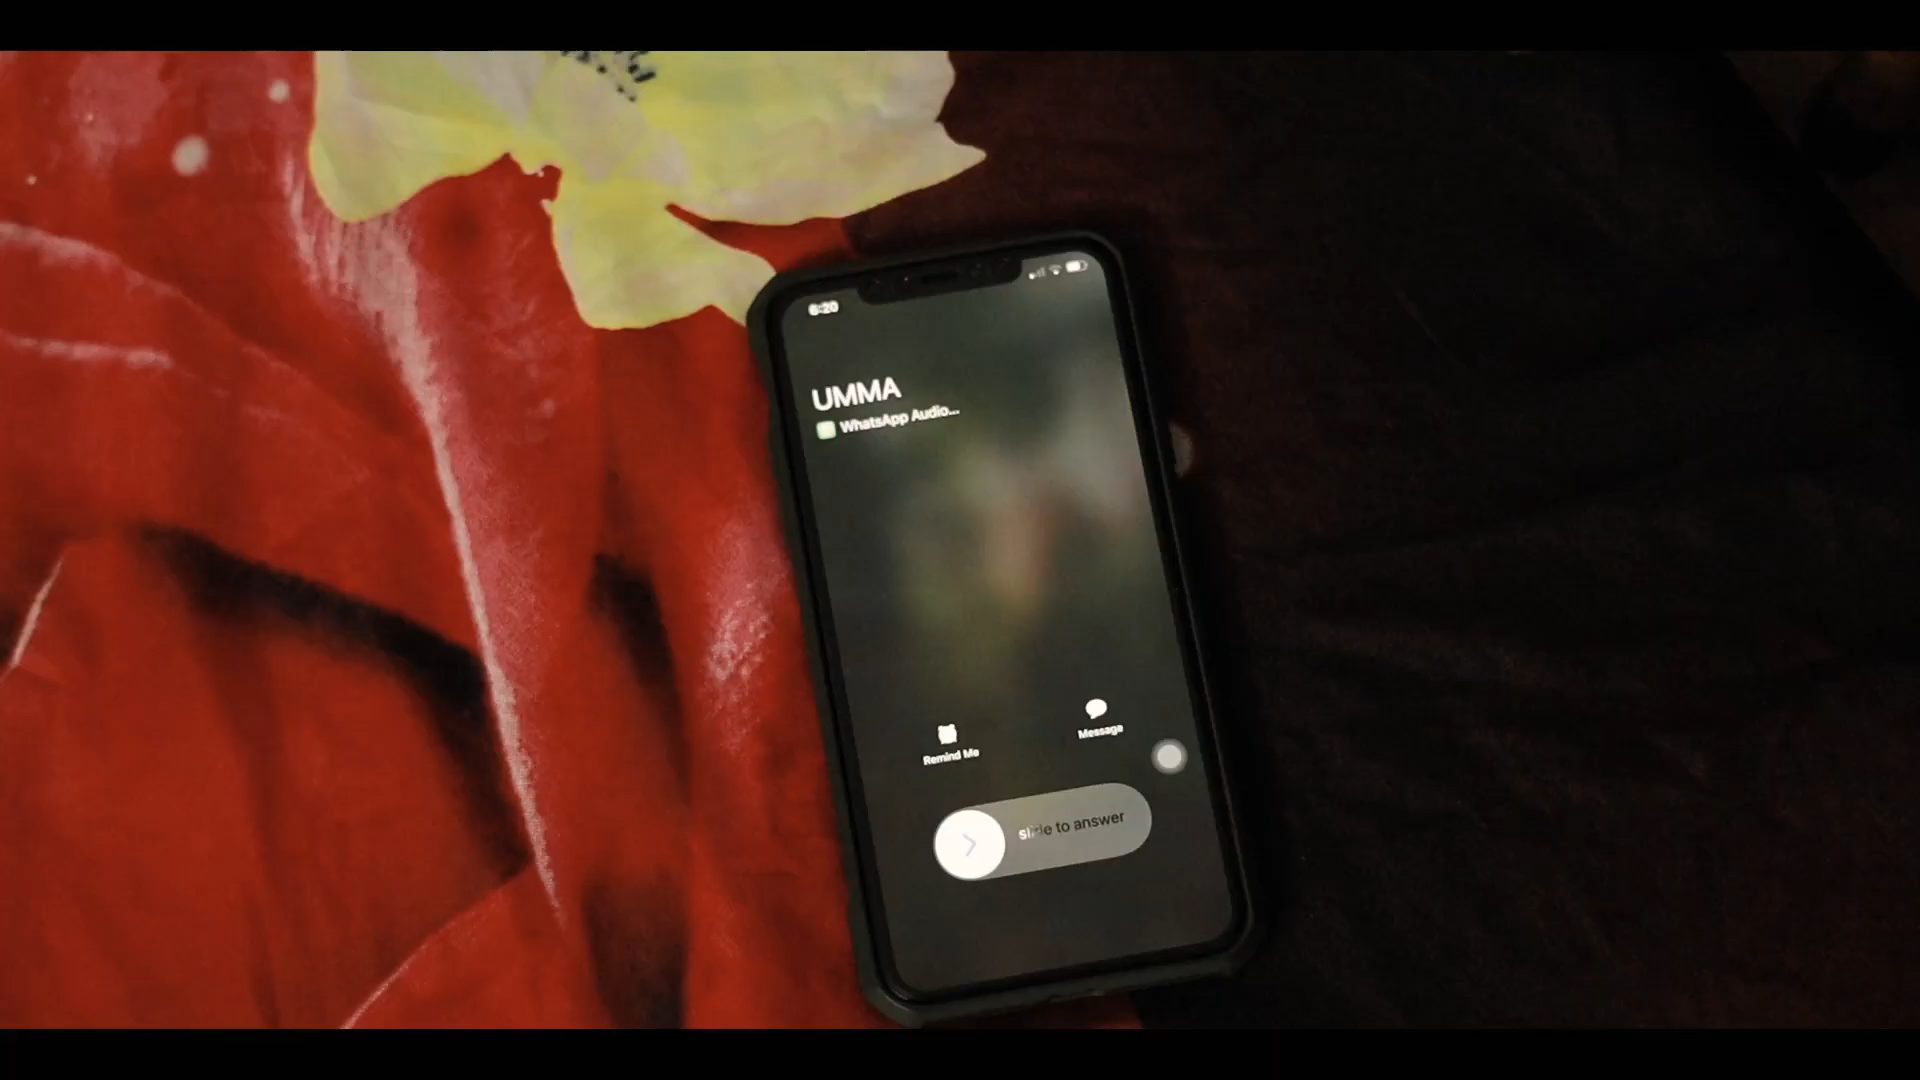 6:20
UMMA
WhatsApp Audio...
Remind Me
Message
slide to answer